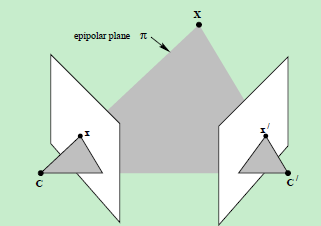 X
epipolar plane π
x
x /
C
C /